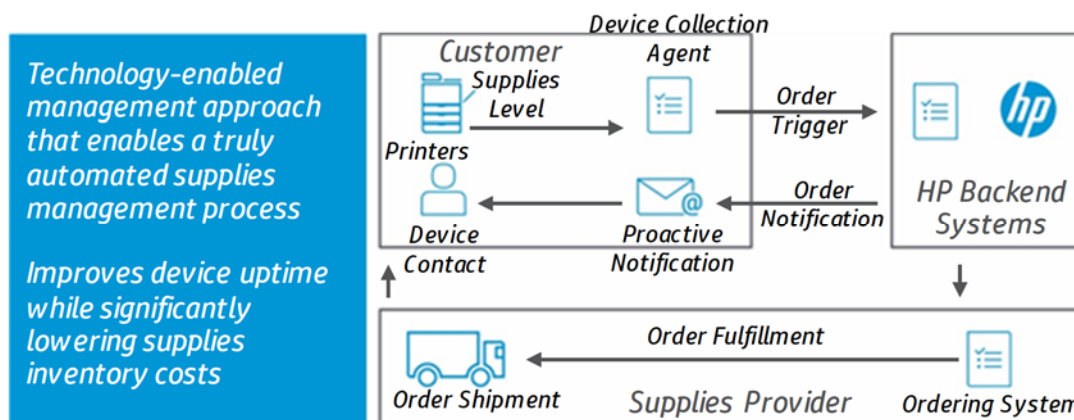 Technology-enabled
management approach
that enables a truly
automated supplies
management process
Improves device uptime
while significantly
lowering supplies
inventory costs
Customer
Device Collection
Agent
Supplies
Level
Printers
Order
Trigger
hp
HP Backend
Systems
Device
Contact
@
Proactive
Notification
Order
Notification
Order Fulfillment
Order Shipment
Supplies Provider
Ordering System